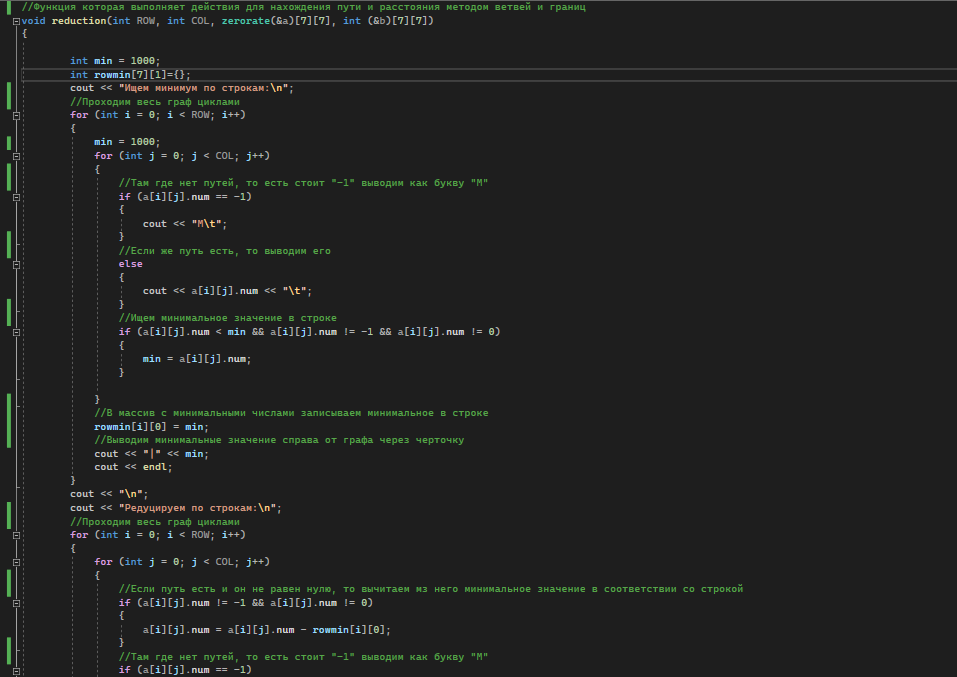 //Функция которая выполняет действия для нахождения пути и расстояния методом ветвей и границ
void reduction(int ROW, int COL, zerorate(&a)[7][7], int (&b)[7][7])
{
int min = 1000;
int rowmin[7][1]={};
cout << "Ищем минимум по строкам:\n";
//Проходим весь граф циклами
for (int i = 0; i < ROW; i++)
{
min = 1000;
for (int j = 0; j < COL; j++)
{
//Там где нет путей, то есть стоит "-1" выводим как букву "М"
if (a[i][j].num == -1)
{
cout << "M\t";
}
//Если же путь есть, то выводим его
else
{
cout << a[i][j].num << "\t";
}
//Ищем минимальное значение в строке
if (a[i][j].num < min && a[i][j].num != -1 && a[i][j].num != 0)
{
min = a[i][j].num;
}
}
//В массив с минимальными числами записываем минимальное в строке
rowmin[i][0] = min;
//Выводим минимальные значение справа от графа через черточку
cout << "|" << min;
cout << endl;
}
cout << "\n";
cout << "Редуцируем по строкам:\n";
//Проходим весь граф циклами
for (int i = 0; i < ROW; i++)
{
for (int j = 0; j < COL; j++)
{
//Если путь есть и он не равен нулю, то вычитаем мз него минимальное значение в соответствии со строкой
if (a[i][j].num != -1 && a[i][j].num != 0)
{
a[i][j].num = a[i][j].num - rowmin[i][0];
}
//Там где нет путей, то есть стоит "-1" выводим как букву "М"
if (a[i][j].num == -1)